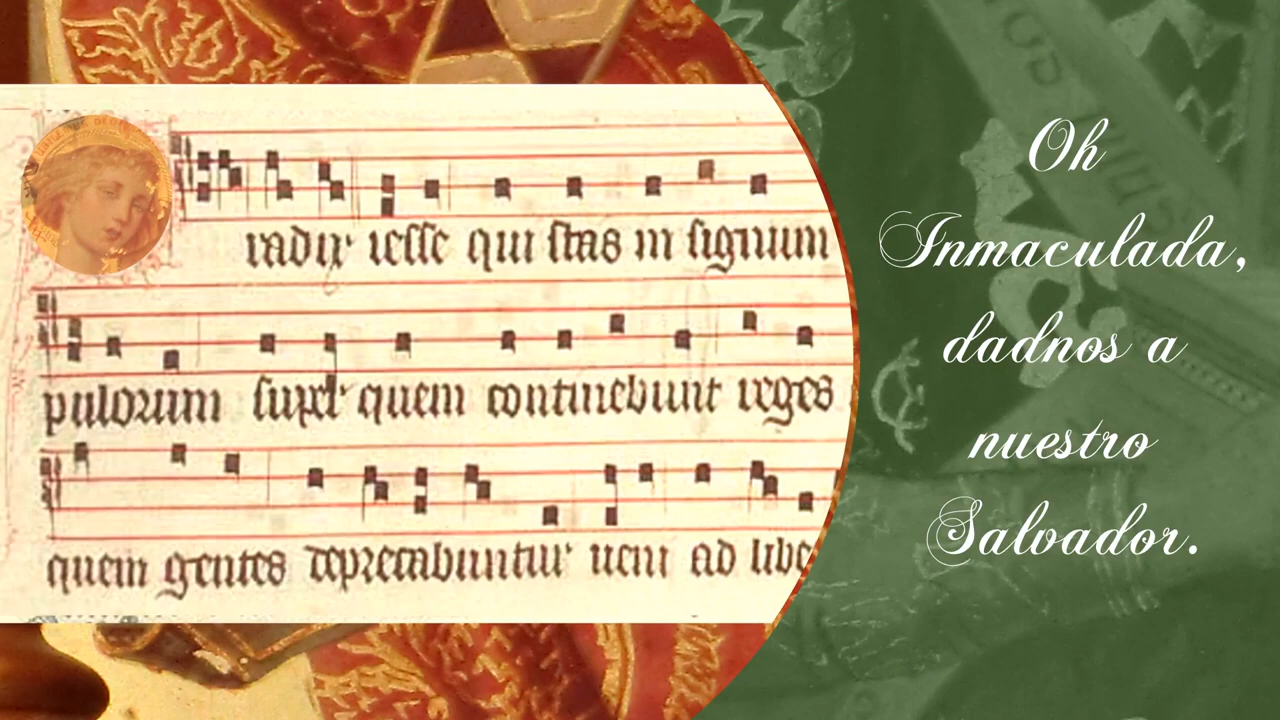 radix iesse qui stas in signum
pulorum super quem continebunt reges
quem gentes deprecabuntur ueni ad libe
Oh
Inmaculada,
dadnos a
nuestro
Salvador.